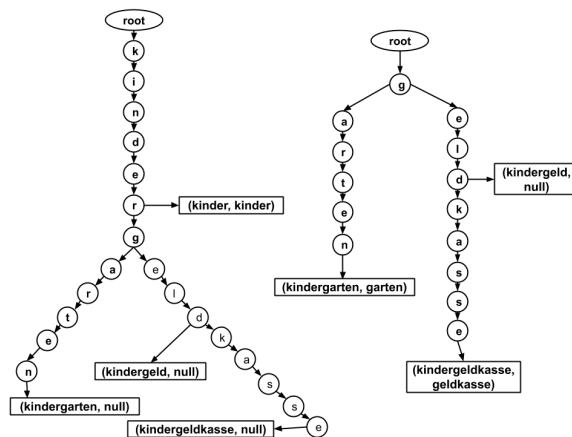 root
k
i
n
d
e
r
(kinder, kinder)
g
a
r
t
e
n
(kindergarten, null)
e
l
d
(kindergeld, null)
k
a
s
s
e
(kindergeldkasse, null)
root
g
a
r
t
e
n
(kindergarten, garten)
e
l
d
(kindergeld,
null)
k
a
s
s
e
(kindergeldkasse,
geldkasse)